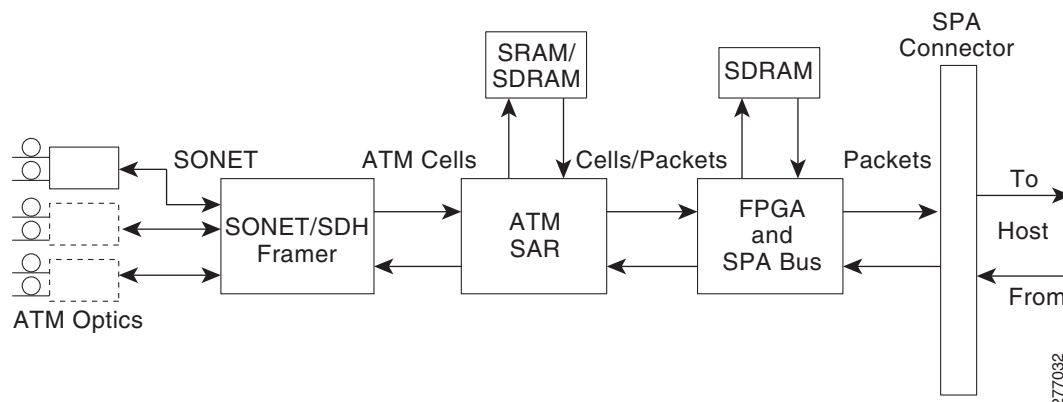 SPA
Connector
SRAM/
SDRAM
SDRAM
SONET
ATM Cells
Cells/Packets
Packets
To
Host
From
SONET/SDH
Framer
ATM
SAR
FPGA
and
SPA Bus
ATM Optics
277032